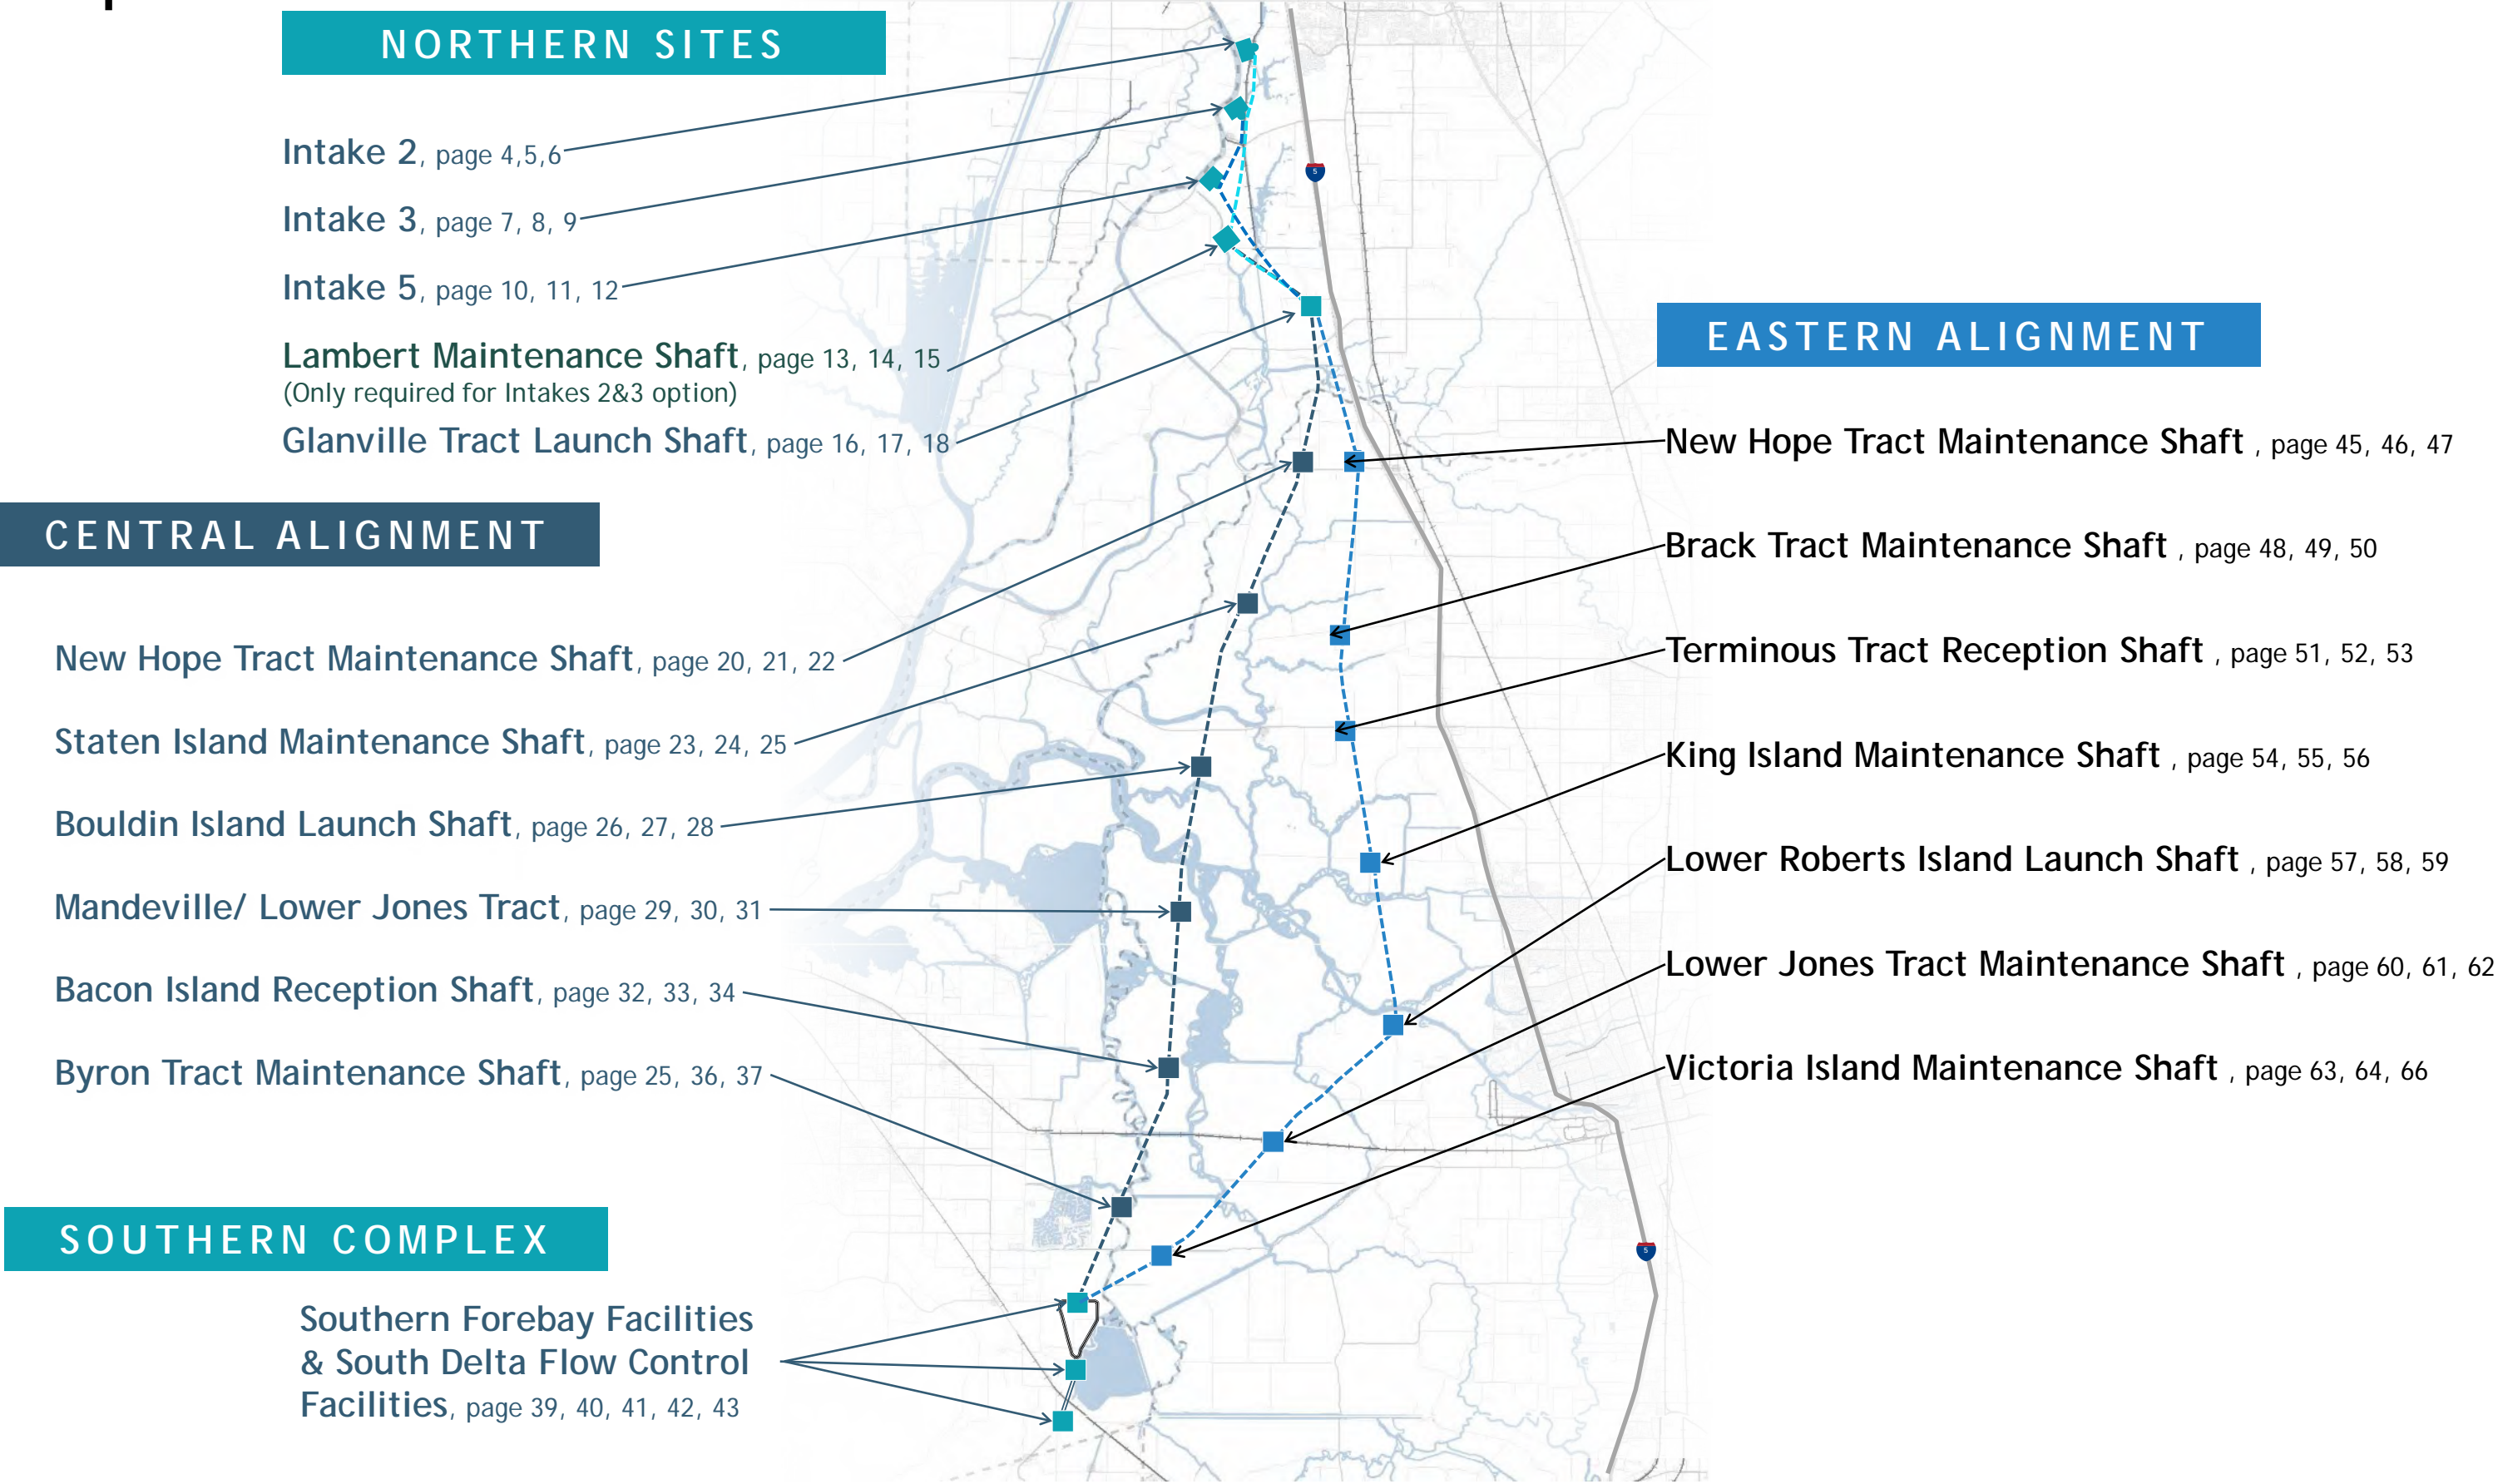 NORTHERN SITES
Intake 2, page 4,5,6
Intake 3, page 7, 8, 9
Intake 5, page 10, 11, 12
Lambert Maintenance Shaft, page 13, 14, 15
(Only required for Intakes 2&3 option)
Glanville Tract Launch Shaft, page 16, 17, 18
CENTRAL ALIGNMENT
New Hope Tract Maintenance Shaft, page 20, 21, 22
Staten Island Maintenance Shaft, page 23, 24, 25
Bouldin Island Launch Shaft, page 26, 27, 28
Mandeville/ Lower Jones Tract, page 29, 30, 31
Bacon Island Reception Shaft, page 32, 33, 34
Byron Tract Maintenance Shaft, page 25, 36, 37
SOUTHERN COMPLEX
Southern Forebay Facilities
& South Delta Flow Control
Facilities, page 39, 40, 41, 42, 43
5
5
EASTERN ALIGNMENT
New Hope Tract Maintenance Shaft , page 45, 46, 47
Brack Tract Maintenance Shaft , page 48, 49, 50
Terminous Tract Reception Shaft , page 51, 52, 53
King Island Maintenance Shaft , page 54, 55, 56
Lower Roberts Island Launch Shaft , page 57, 58, 59
Lower Jones Tract Maintenance Shaft , page 60, 61, 62
Victoria Island Maintenance Shaft , page 63, 64, 66